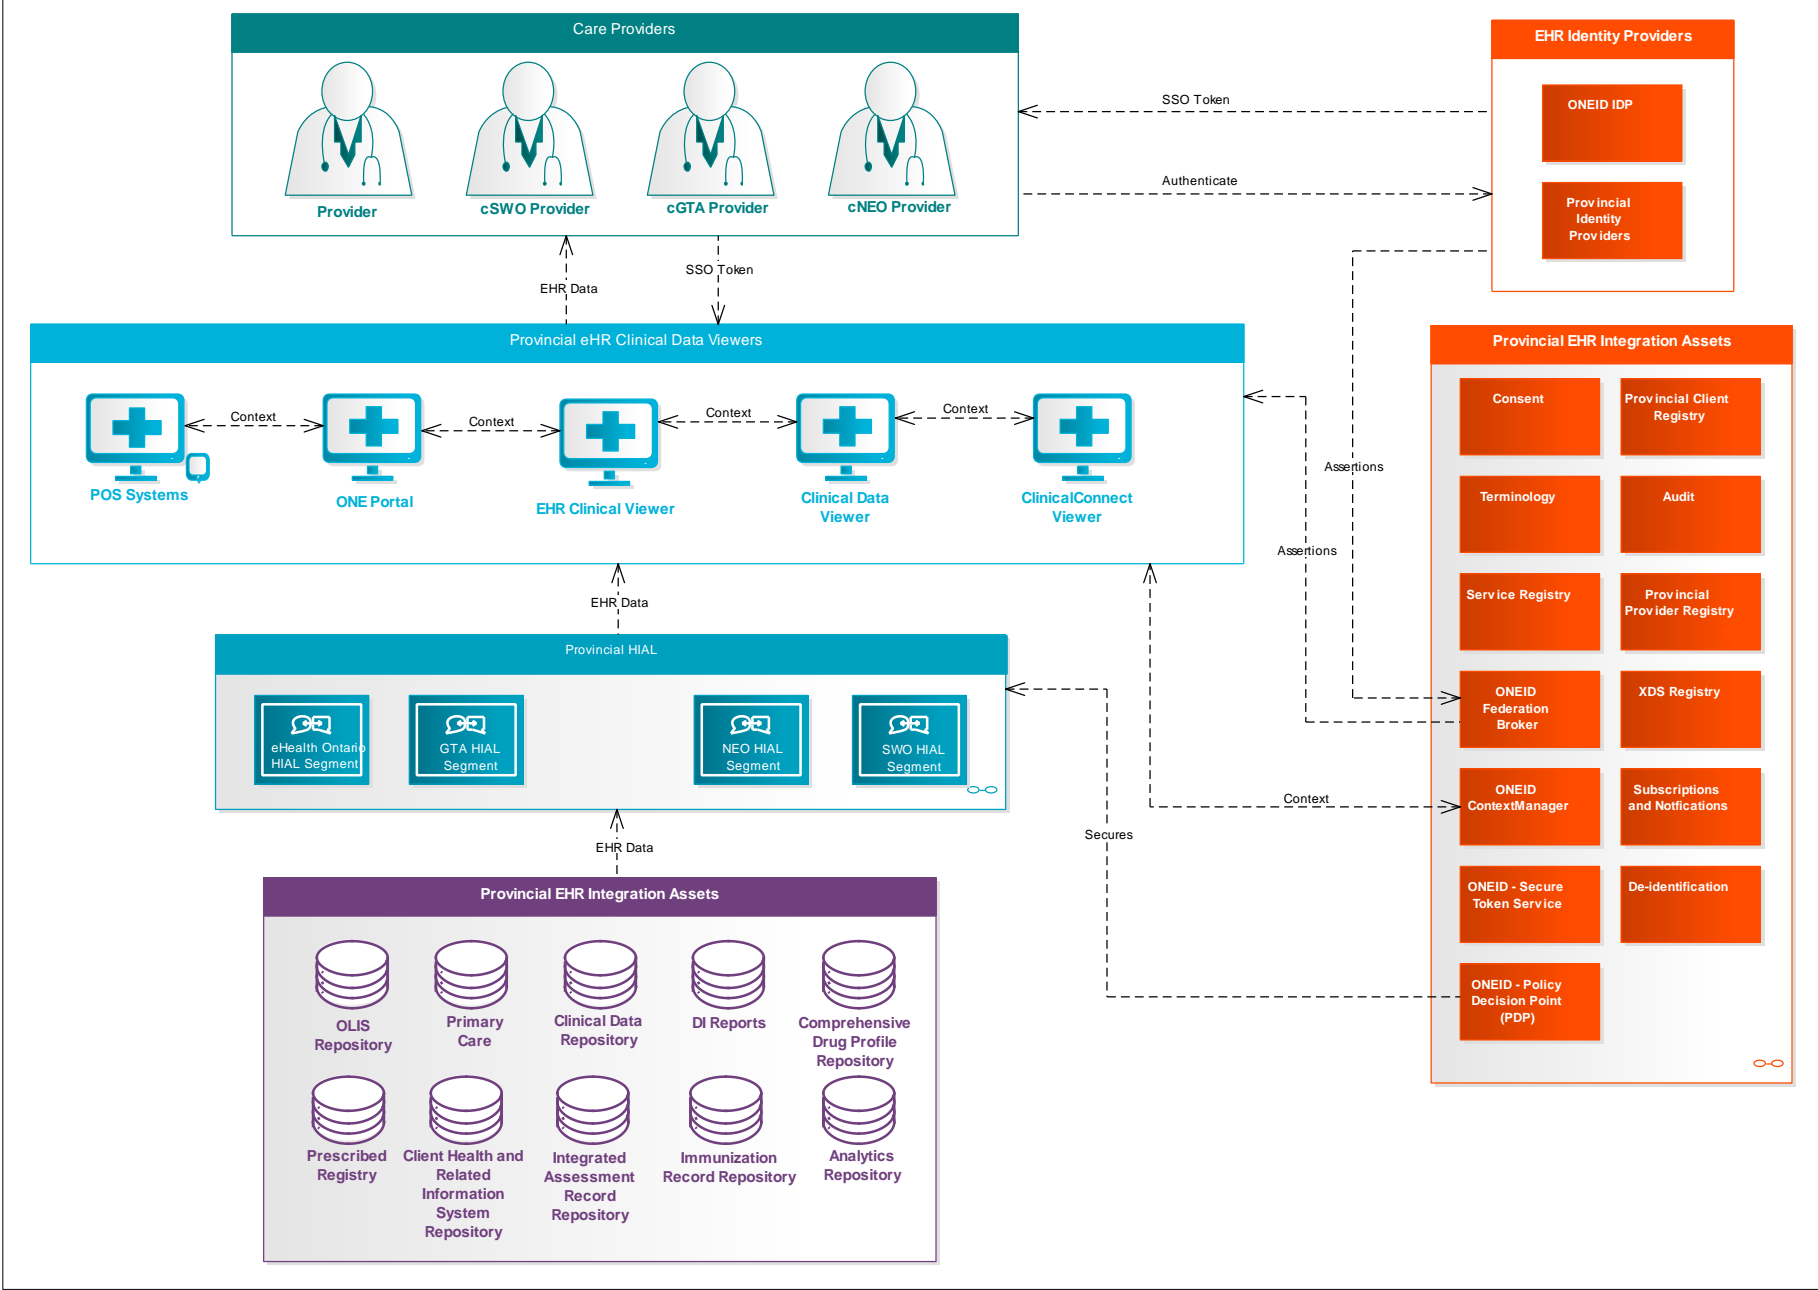 Care Providers
Provider
cSWO Provider
cGTA Provider
cNEO Provider
EHR Identity Providers
ONEID IDP
Provincial
Identity
Providers
SSO Token
Authenticate
EHR Data
SSO Token
Provincial eHR Clinical Data Viewers
POS Systems
Context
ONE Portal
Context
EHR Clinical Viewer
Context
Clinical Data
Viewer
Context
ClinicalConnect
Viewer
Assertions
Assertions
EHR Data
Provincial HIAL
eHealth Ontario
HIAL Segment
GTA HIAL
Segment
NEO HIAL
Segment
SWO HIAL
Segment
Context
Secures
EHR Data
Provincial EHR Integration Assets
OLIS
Repository
Primary
Care
Clinical Data
Repository
DI Reports
Comprehensive
Drug Profile
Repository
Prescribed
Registry
Client Health and
Related
Information
System
Repository
Integrated
Assessment
Record
Repository
Immunization
Record Repository
Analytics
Repository
Provincial EHR Integration Assets
Consent
Provincial Client
Registry
Terminology
Audit
Service Registry
Provincial
Provider Registry
ONEID
Federation
Broker
XDS Registry
ONEID
ContextManager
Subscriptions
and Notfications
ONEID - Secure
Token Service
De-identification
ONEID - Policy
Decision Point
(PDP)